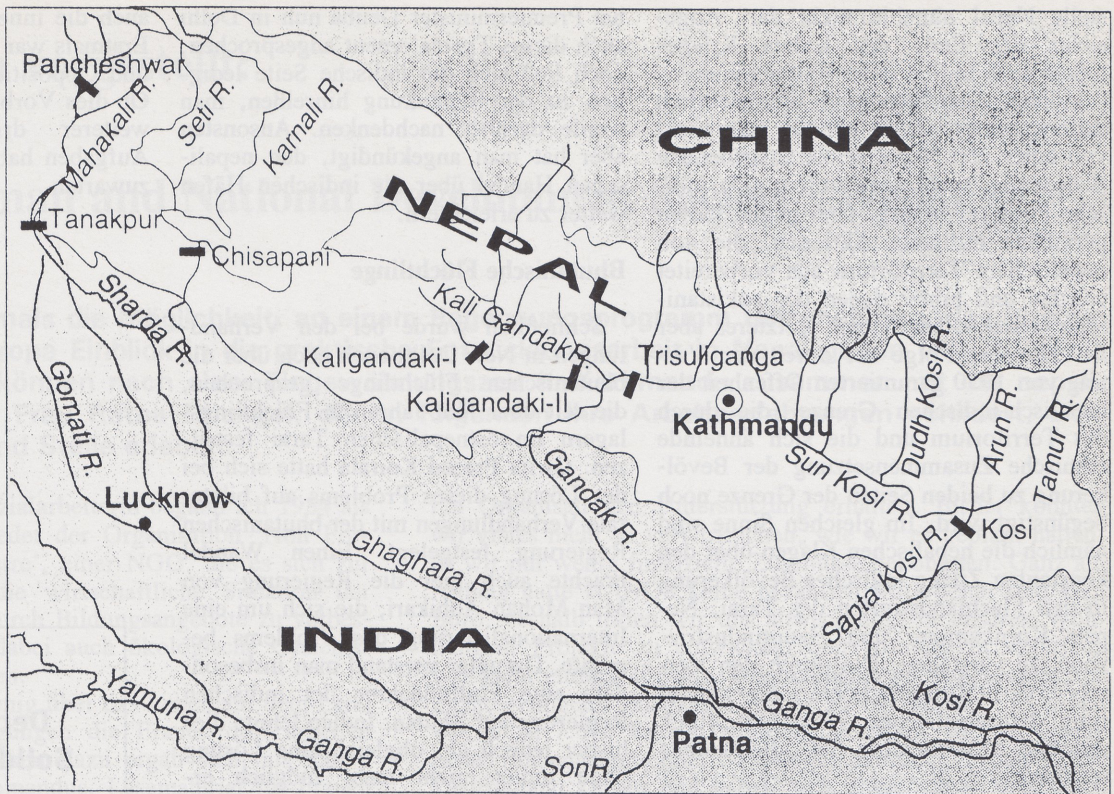 Pancheshwar
Mahakali R.
Seti R.
Karnali R.
CHINA
NEPAL
Tanakpur
Chisapani
Sharda R.
Kali Gandak R.
Kaligandaki-I
Trisuliganga
Kaligandaki-II
Kathmandu
Gomati R.
Dudh Kosi R.
Arun R.
Tamur R.
Sun Kosi R.
Gandak R.
Kosi
Lucknow
Ghaghara R.
Sapta Kosi R.
INDIA
Yamuna R.
Ganga R.
Kosi R.
Ganga R.
Patna
Son R.